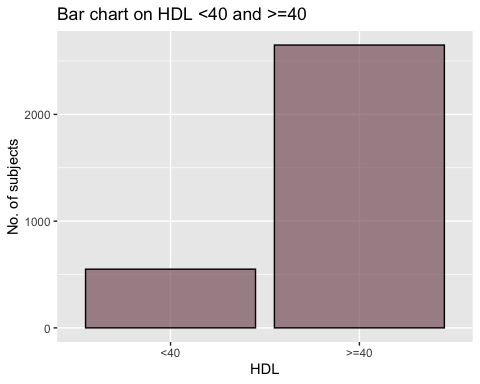 Bar chart on HDL <40 and >=40
No. of subjects
2000
1000
0
<40 >=40
HDL